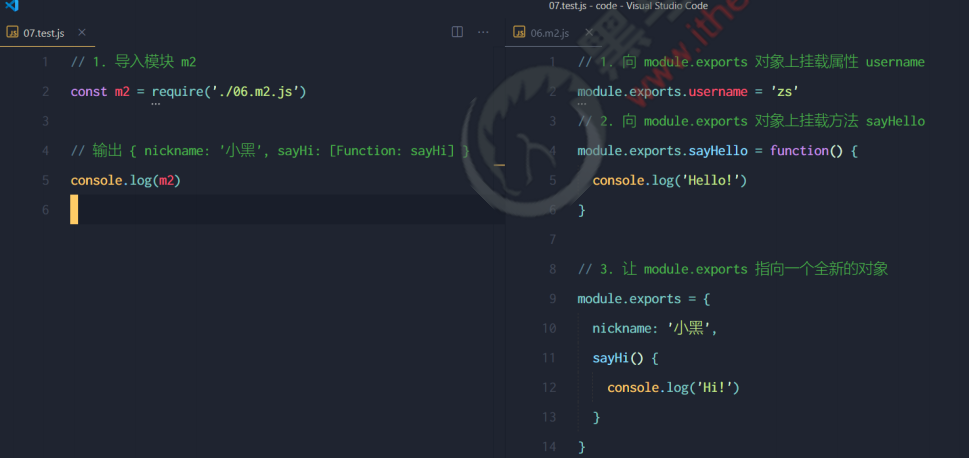 07.test.js - code - Visual Studio Code
07.test.js
1 // 1. 导入模块 m2
2 const m2 = require('./06.m2.js')
3
4 // 输出 { nickname: '小黑', sayHi: [Function: sayHi] }
5 console.log(m2)
6
06.m2.js
1 // 1. 向 module.exports 对象上挂载属性 username
2 module.exports.username = 'zs'
3 // 2. 向 module.exports 对象上挂载方法 sayHello
4 module.exports.sayHello = function() {
5 console.log('Hello!')
6 }
7
8 // 3. 让 module.exports 指向一个全新的对象
9 module.exports = {
10 nickname: '小黑',
11 sayHi() {
12 console.log('Hi!')
13 }
14 }